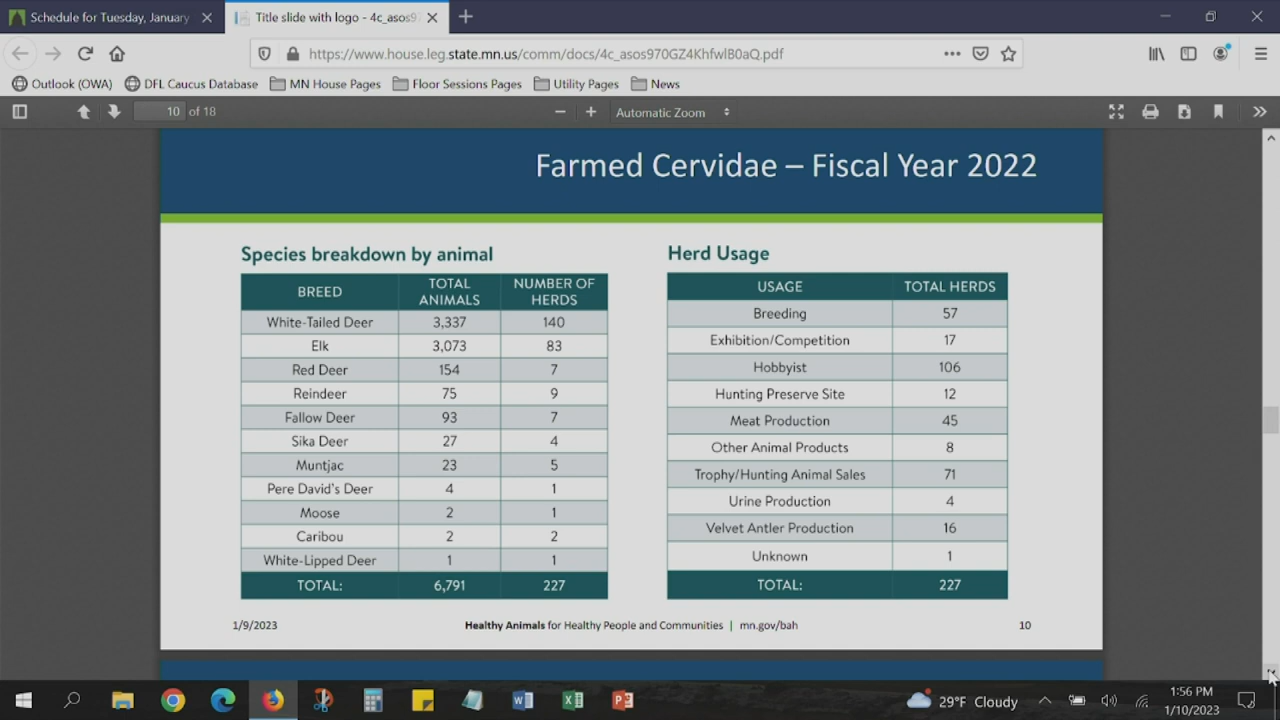 Schedule for Tuesday, January
Title slide with logo - 4c_asos97
https://www.house.leg.state.mn.us/comm/docs/4c_asos970GZ4KhfwlB0aQ.pdf
Outlook (OWA) DFL Caucus Database MN House Pages Floor Sessions Pages Utility Pages News
10 of 18 Automatic Zoom
Farmed Cervidae – Fiscal Year 2022
Species breakdown by animal
BREED TOTAL ANIMALS NUMBER OF HERDS
White-Tailed Deer 3,337 140
Elk 3,073 83
Red Deer 154 7
Reindeer 75 9
Fallow Deer 93 7
Sika Deer 27 4
Muntjac 23 5
Pere David's Deer 4 1
Moose 2 1
Caribou 2 2
White-Lipped Deer 1 1
TOTAL: 6,791 227
Herd Usage
USAGE TOTAL HERDS
Breeding 57
Exhibition/Competition 17
Hobbyist 106
Hunting Preserve Site 12
Meat Production 45
Other Animal Products 8
Trophy/Hunting Animal Sales 71
Urine Production 4
Velvet Antler Production 16
Unknown 1
TOTAL: 227
1/9/2023 Healthy Animals for Healthy People and Communities | mn.gov/bah 10
29°F Cloudy
1:56 PM
1/10/2023